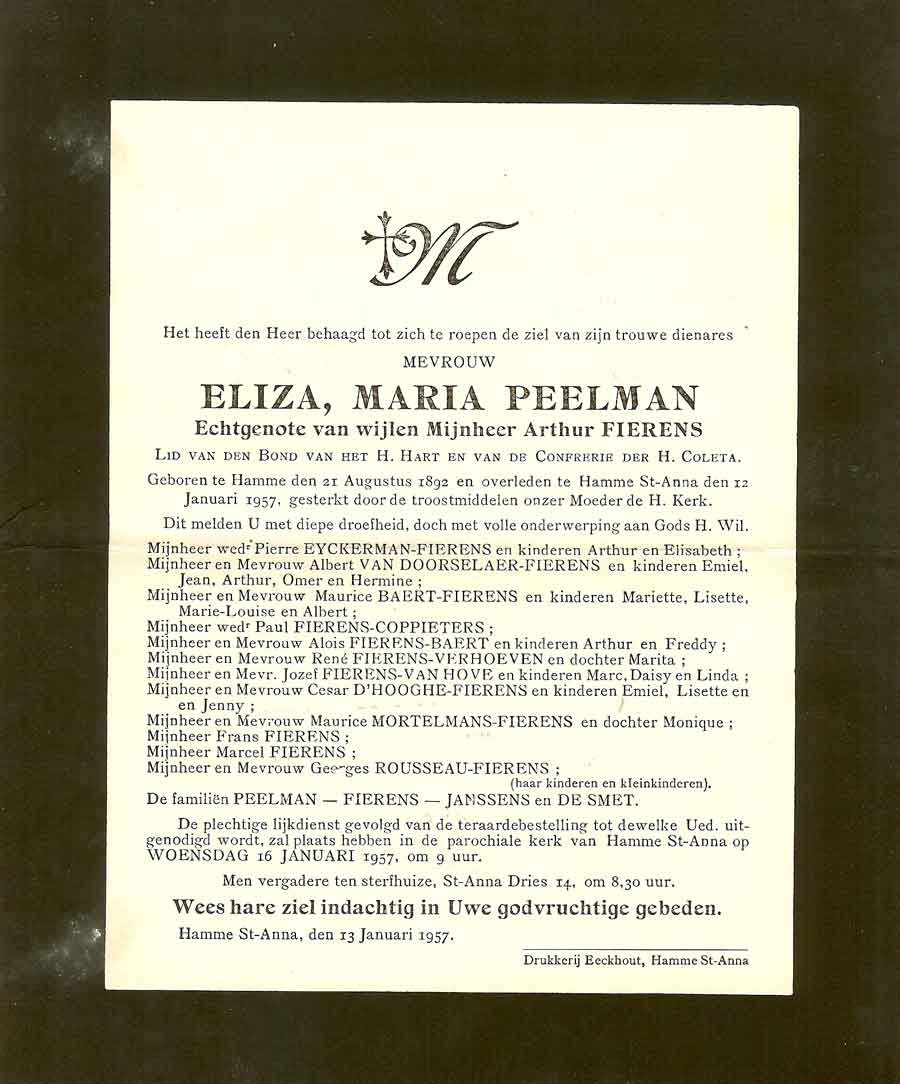 M
Het heeft den Heer behaagd tot zich te roepen de ziel van zijn trouwe dienares
MEVROUW
ELIZA, MARIA PEELMAN
Echtgenote van wijlen Mijnheer Arthur FIERENS
LID VAN DEN BOND VAN HET H. HART EN VAN DE CONFRERIE DER H. COLETA.
Geboren te Hamme den 21 Augustus 1892 en overleden te Hamme St-Anna den 12
Januari 1957, gesterkt door de troostmiddelen onzer Moeder de H. Kerk.
Dit melden U met diepe droefheid, doch met volle onderwerping aan Gods H. Wil.
Mijnheer wedr Pierre EYCKERMAN-FIERENS en kinderen Arthur en Elisabeth ;
Mijnheer en Mevrouw Albert VAN DOORSELAER-FIERENS en kinderen Emiel,
Jean, Arthur, Omer en Hermine ;
Mijnheer en Mevrouw Maurice BAERT-FIERENS en kinderen Mariette, Lisette,
Marie-Louise en Albert ;
Mijnheer wedr Paul FIERENS-COPPIETERS ;
Mijnheer en Mevrouw Alois FIERENS-BAERT en kinderen Arthur en Freddy ;
Mijnheer en Mevrouw René FIERENS-VERHOEVEN en dochter Marita ;
Mijnheer en Mevr. Jozef FIERENS-VAN HOVE en kinderen Marc, Daisy en Linda ;
Mijnheer en Mevrouw Cesar D'HOOGHE-FIERENS en kinderen Emiel, Lisette en
en Jenny ;
Mijnheer en Mevrouw Maurice MORTELMANS-FIERENS en dochter Monique ;
Mijnheer Frans FIERENS ;
Mijnheer Marcel FIERENS ;
Mijnheer en Mevrouw Georges ROUSSEAU-FIERENS ;
(haar kinderen en kleinkinderen).
De familiën PEELMAN — FIERENS — JANSSENS en DE SMET.
De plechtige lijkdienst gevolgd van de teraardebestelling tot dewelke Ued. uit-
genodigd wordt, zal plaats hebben in de parochiale kerk van Hamme St-Anna op
WOENSDAG 16 JANUARI 1957, om 9 uur.
Men vergadere ten sterfhuize, St-Anna Dries 14, om 8,30 uur.
Wees hare ziel indachtig in Uwe godvruchtige gebeden.
Hamme St-Anna, den 13 Januari 1957.
Drukkerij Eeckhout, Hamme St-Anna